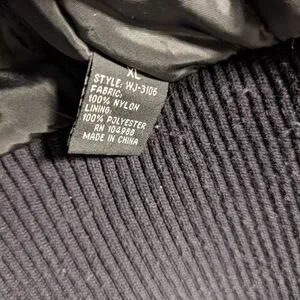 XL
STYLE: WJ-3106
FABRIC:
100% NYLON
LINING:
100% POLYESTER
RN 104988
MADE IN CHINA